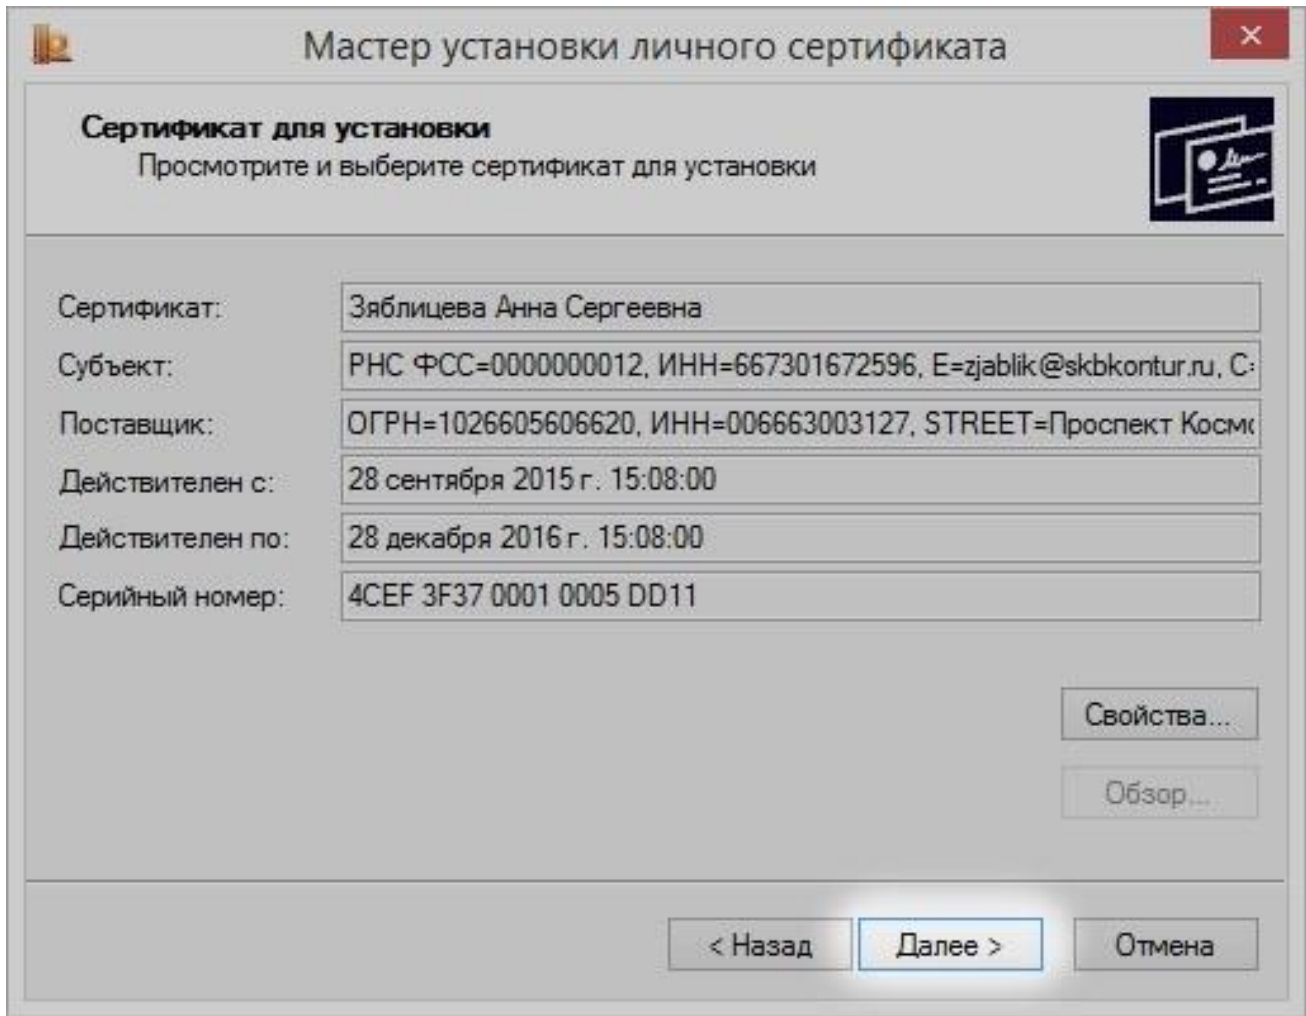 Мастер установки личного сертификата
Сертификат для установки
Просмотрите и выберите сертификат для установки
Сертификат: Зяблицева Анна Сергеевна
Субъект: РНС ФСС=0000000012, ИНН=667301672596, E=zjablik@skbkontur.ru, C=
Поставщик: ОГРН=1026605606620, ИНН=006663003127, STREET=Проспект Космо
Действителен с: 28 сентября 2015 г. 15:08:00
Действителен по: 28 декабря 2016 г. 15:08:00
Серийный номер: 4CEF 3F37 0001 0005 DD11
Свойства...
Обзор...
< Назад Далее > Отмена